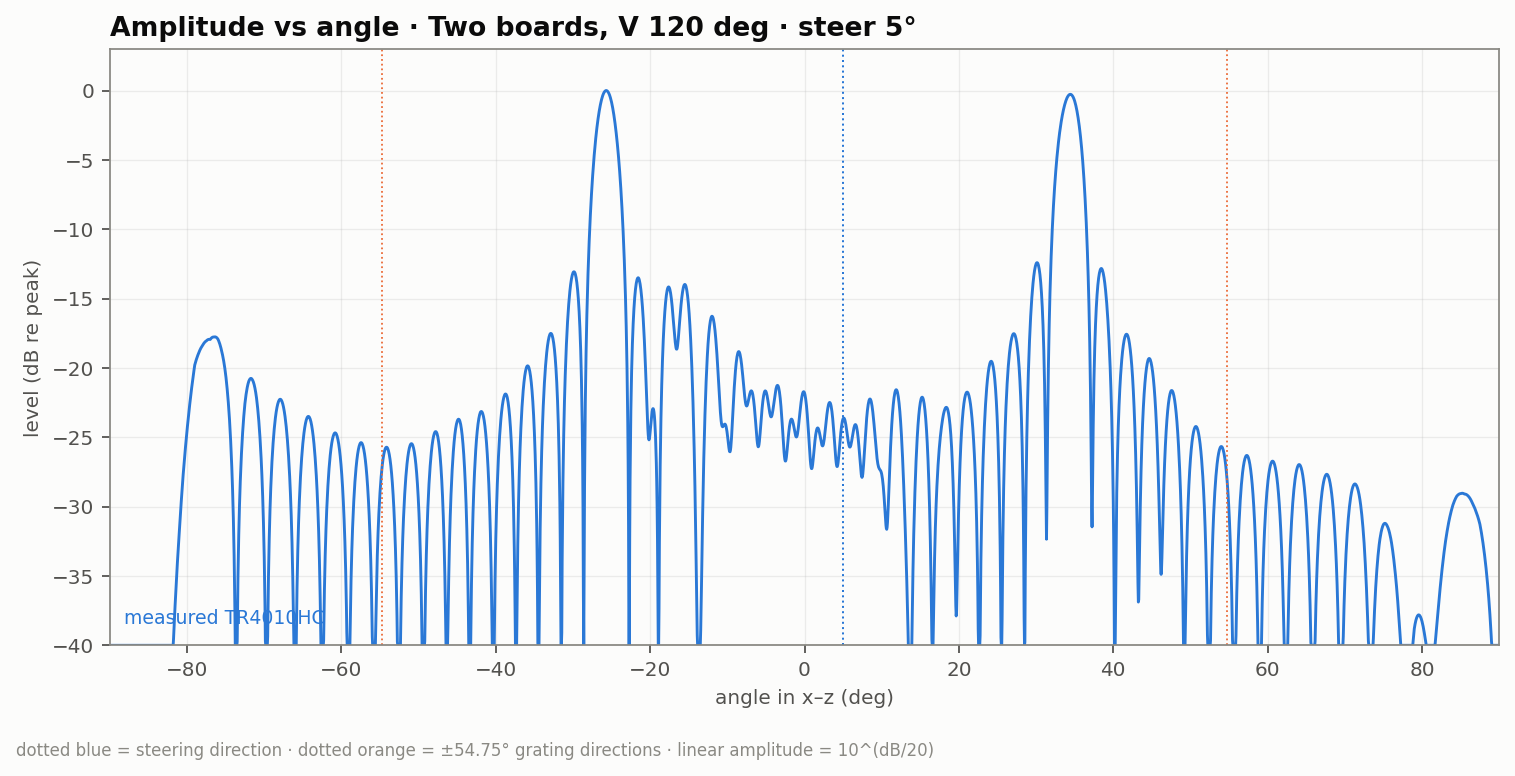 Amplitude vs angle · Two boards, V 120 deg · steer 5°
level (dB re peak)
0
−5
−10
−15
−20
−25
−30
−35
−40
measured TR4010HC
−80 −60 −40 −20 0 20 40 60 80
angle in x–z (deg)
dotted blue = steering direction · dotted orange = ±54.75° grating directions · linear amplitude = 10^(dB/20)